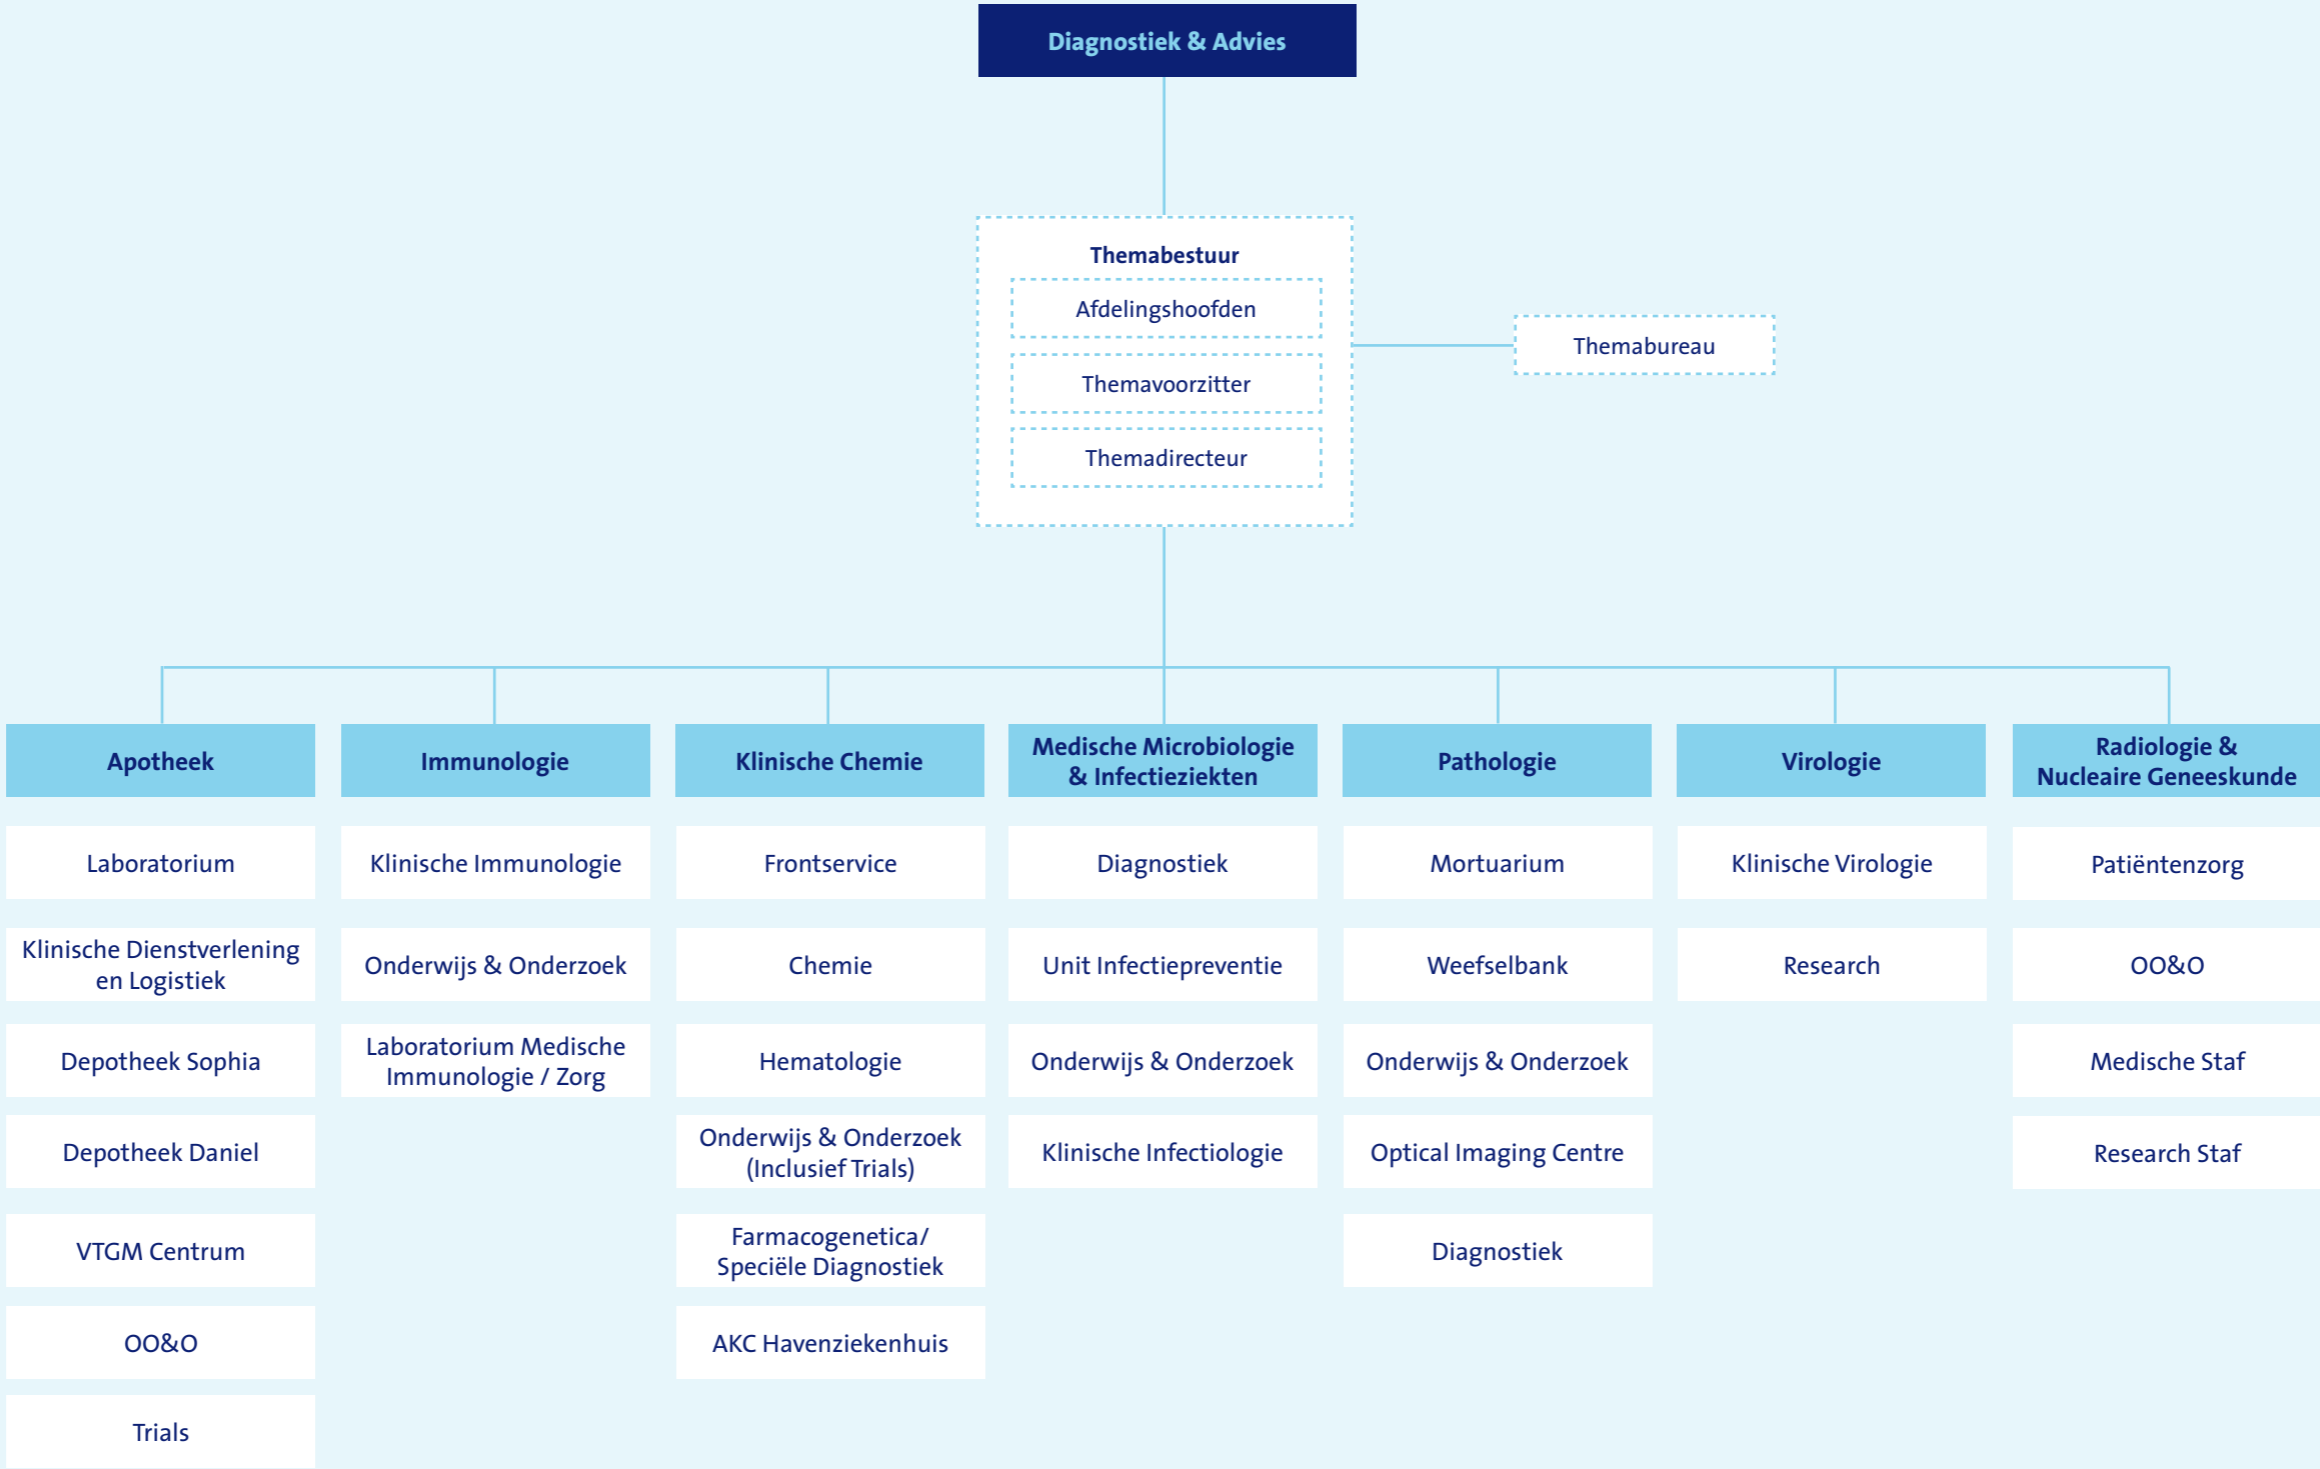 Diagnostiek & Advies
Themabestuur
Afdelingshoofden
Themavoorzitter
Themadirecteur
Themabureau
Apotheek
Laboratorium
Klinische Dienstverlening
en Logistiek
Depotheek Sophia
Depotheek Daniel
VTGM Centrum
OO&O
Trials
Immunologie
Klinische Immunologie
Onderwijs & Onderzoek
Laboratorium Medische
Immunologie / Zorg
Klinische Chemie
Frontservice
Chemie
Hematologie
Onderwijs & Onderzoek
(Inclusief Trials)
Farmacogenetica/
Speciële Diagnostiek
AKC Havenziekenhuis
Medische Microbiologie
& Infectieziekten
Diagnostiek
Unit Infectiepreventie
Onderwijs & Onderzoek
Klinische Infectiologie
Pathologie
Mortuarium
Weefselbank
Onderwijs & Onderzoek
Optical Imaging Centre
Diagnostiek
Virologie
Klinische Virologie
Research
Radiologie &
Nucleaire Geneeskunde
Patiëntenzorg
OO&O
Medische Staf
Research Staf